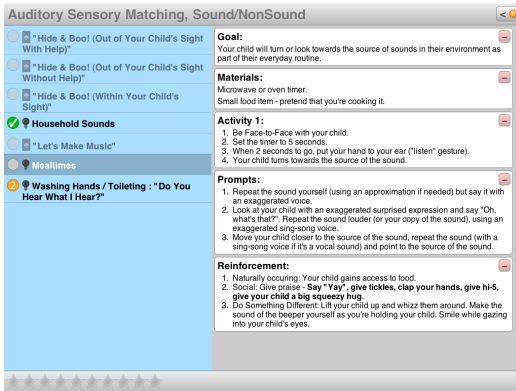 Auditory Sensory Matching, Sound/NonSound
<
"Hide & Boo! (Out of Your Child's Sight
With Help)"
"Hide & Boo! (Out of Your Child's Sight
Without Help)"
"Hide & Boo! (Within Your Child's
Sight)"
Household Sounds
"Let's Make Music"
Mealtimes
2 Washing Hands / Toileting : "Do You
Hear What I Hear?"
Goal:
Your child will turn or look towards the source of sounds in their environment as
part of their everyday routine.
Materials:
Microwave or oven timer.
Small food item - pretend that you're cooking it.
Activity 1:
1. Be Face-to-Face with your child.
2. Set the timer to 5 seconds.
3. When 2 seconds to go, put your hand to your ear ("listen" gesture).
4. Your child turns towards the source of the sound.
Prompts:
1. Repeat the sound yourself (using an approximation if needed) but say it with
an exaggerated voice.
2. Look at your child with an exaggerated surprised expression and say "Oh,
what's that?". Repeat the sound louder (or your copy of the sound), using an
exaggerated sing-song voice.
3. Move your child closer to the source of the sound, repeat the sound (with a
sing-song voice if it's a vocal sound) and point to the source of the sound.
Reinforcement:
1. Naturally occuring: Your child gains access to food.
2. Social: Give praise - Say "Yay", give tickles, clap your hands, give hi-5,
give your child a big squeezy hug.
3. Do Something Different: Lift your child up and whizz them around. Make the
sound of the beeper yourself as you're holding your child. Smile while gazing
into your child's eyes.